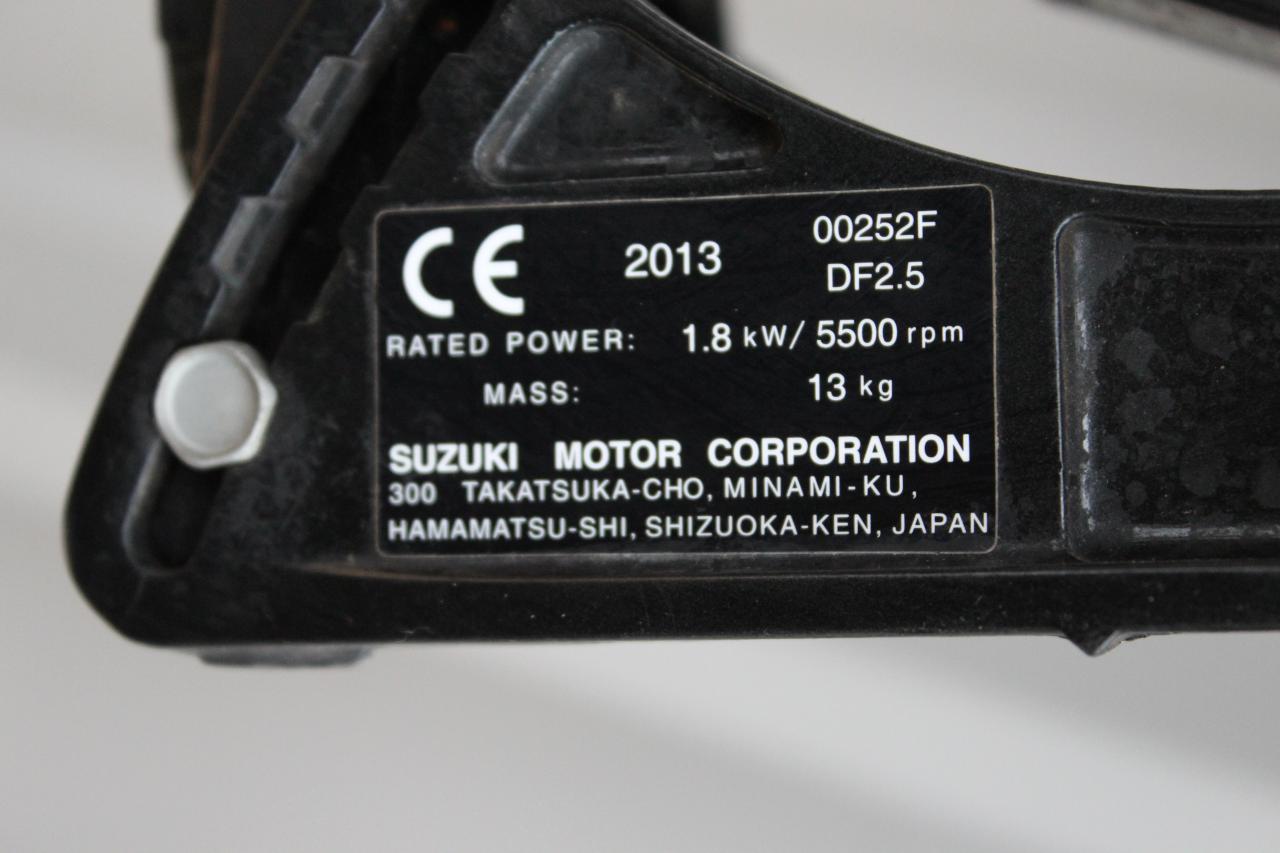 CE 2013 00252F
DF2.5
RATED POWER: 1.8 kW/ 5500 rpm
MASS: 13 kg
SUZUKI MOTOR CORPORATION
300 TAKATSUKA-CHO, MINAMI-KU,
HAMAMATSU-SHI, SHIZUOKA-KEN, JAPAN